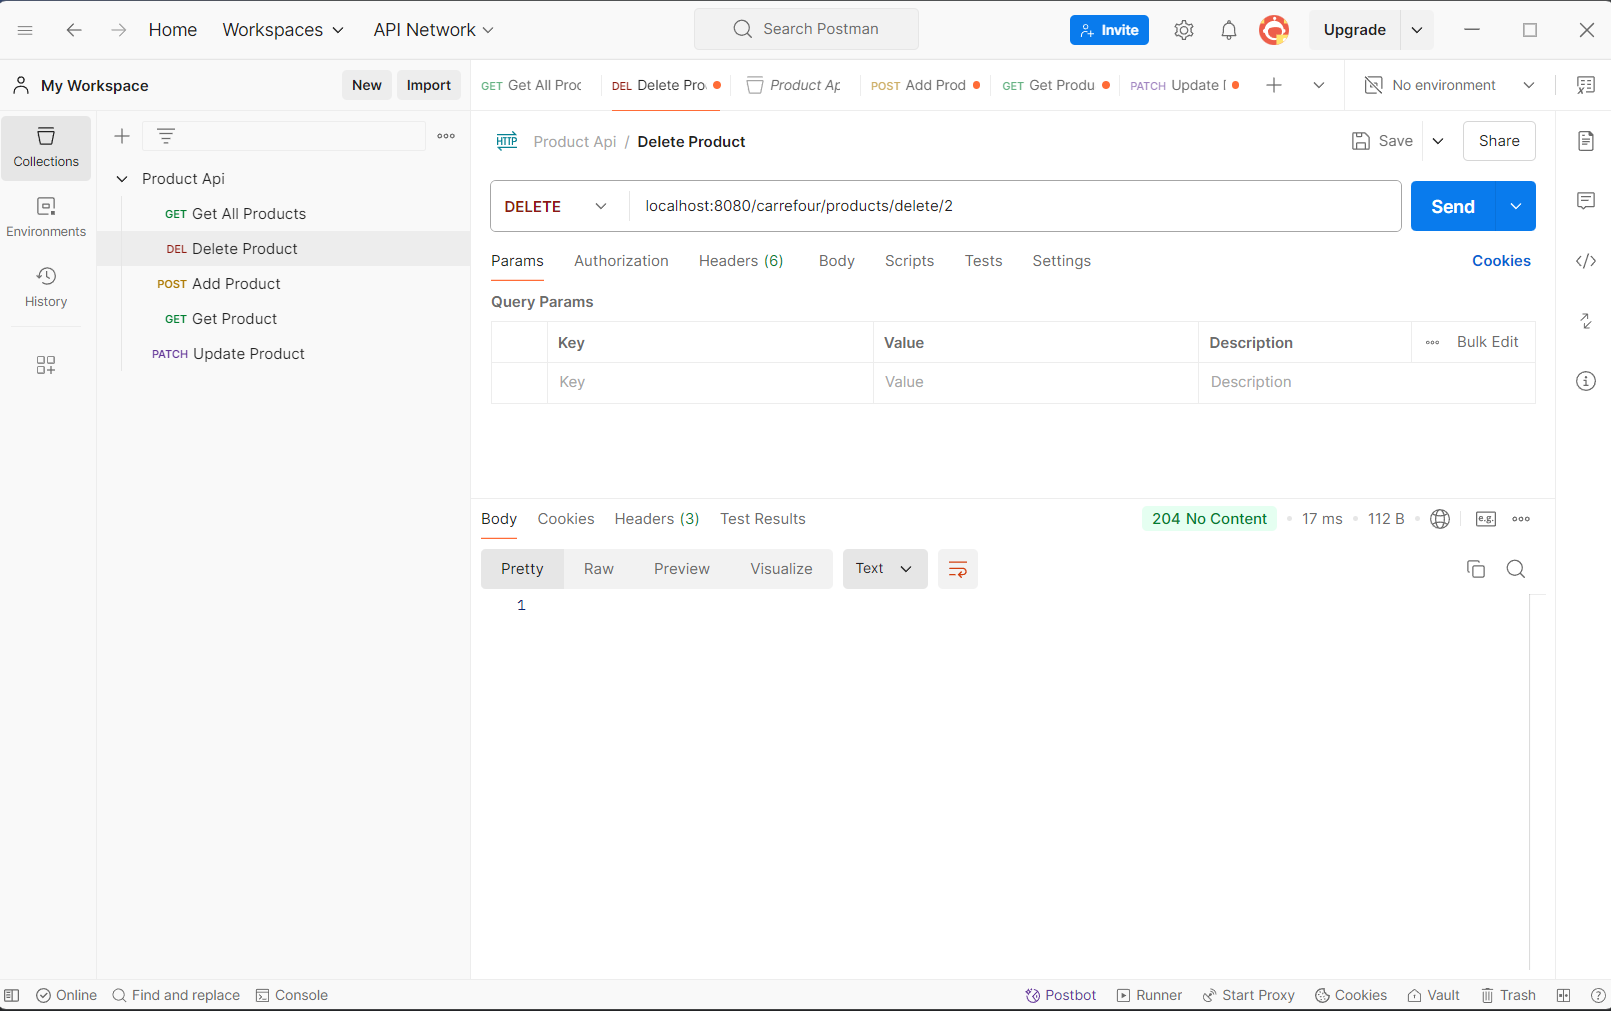 Home Workspaces API Network Search Postman Invite Upgrade
My Workspace New Import
GET Get All Proc DEL Delete Pro POST Add Prod GET Get Produ PATCH Update No environment
Product Ap
Collections
Environments
History
Product Api
GET Get All Products
DEL Delete Product
POST Add Product
GET Get Product
PATCH Update Product
HTTP Product Api / Delete Product Save Share
DELETE localhost:8080/carrefour/products/delete/2 Send
Params Authorization Headers (6) Body Scripts Tests Settings Cookies
Query Params
Key Value Description Bulk Edit
Key Value Description
Body Cookies Headers (3) Test Results 204 No Content 17 ms 112 B e.g.
Pretty Raw Preview Visualize Text
1
Online Find and replace Console Postbot Runner Start Proxy Cookies Vault Trash